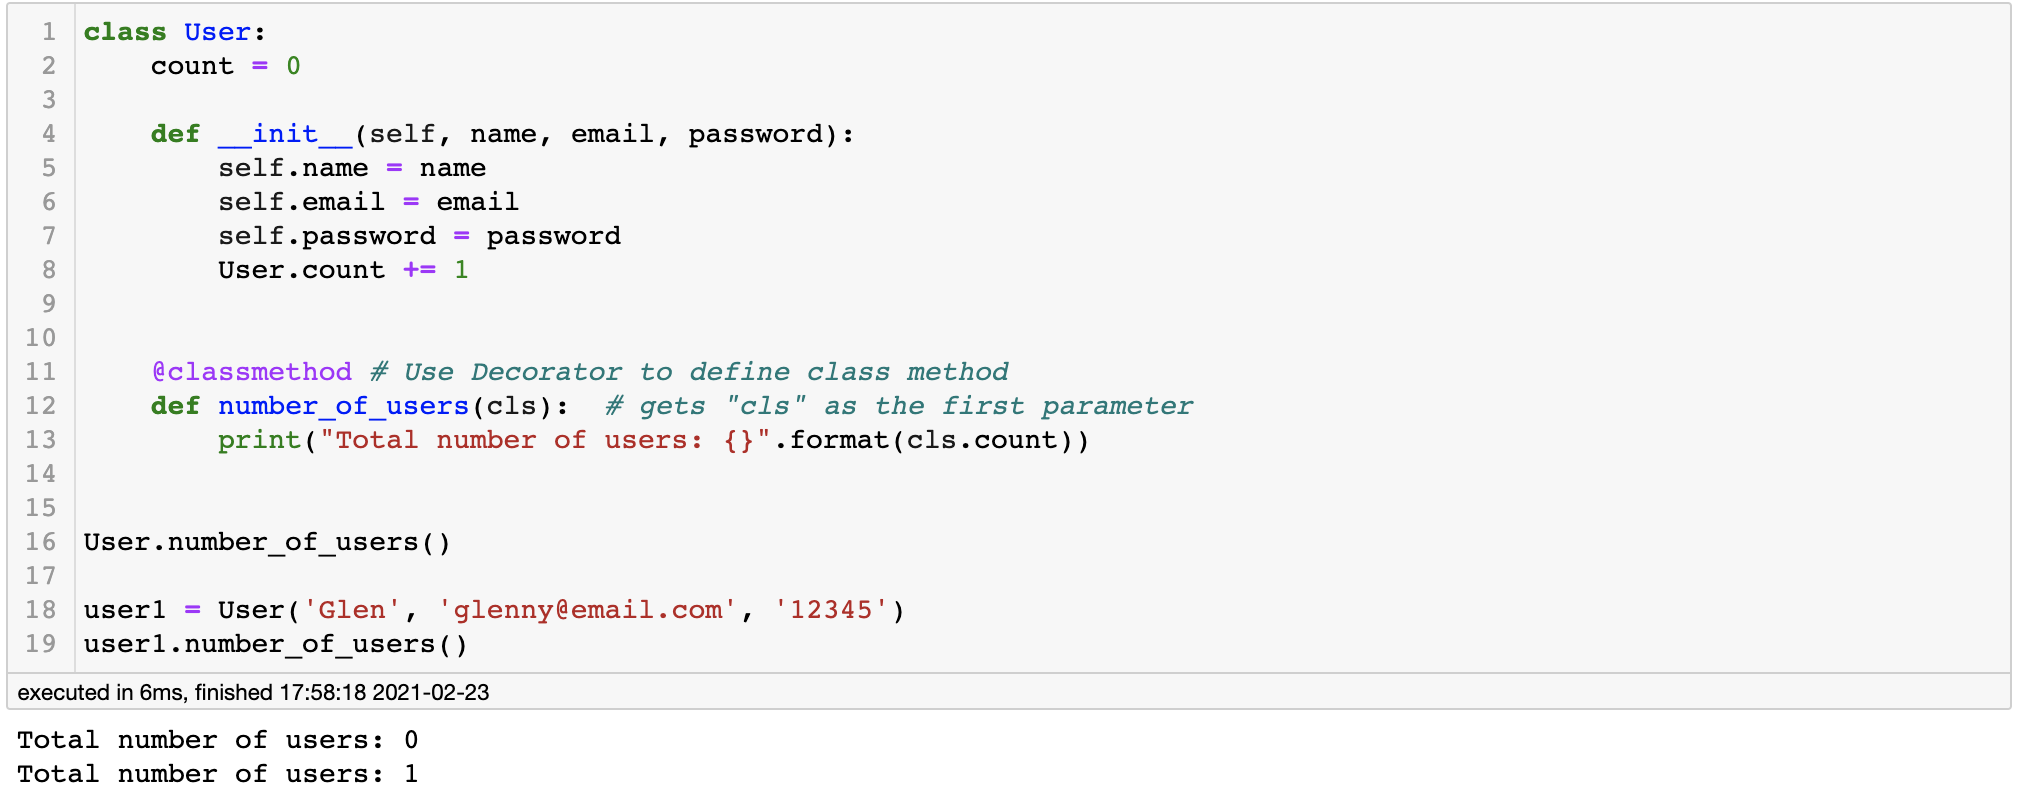 1 class User:
2     count = 0
3
4     def __init__(self, name, email, password):
5         self.name = name
6         self.email = email
7         self.password = password
8         User.count += 1
9
10
11     @classmethod # Use Decorator to define class method
12     def number_of_users(cls):  # gets "cls" as the first parameter
13         print("Total number of users: {}".format(cls.count))
14
15
16 User.number_of_users()
17
18 user1 = User('Glen', 'glenny@email.com', '12345')
19 user1.number_of_users()
executed in 6ms, finished 17:58:18 2021-02-23
Total number of users: 0
Total number of users: 1